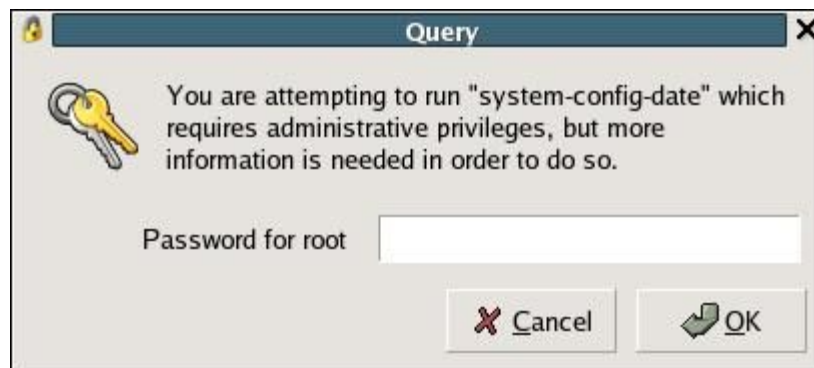 Query
You are attempting to run "system-config-date" which
requires administrative privileges, but more
information is needed in order to do so.
Password for root
Cancel
OK